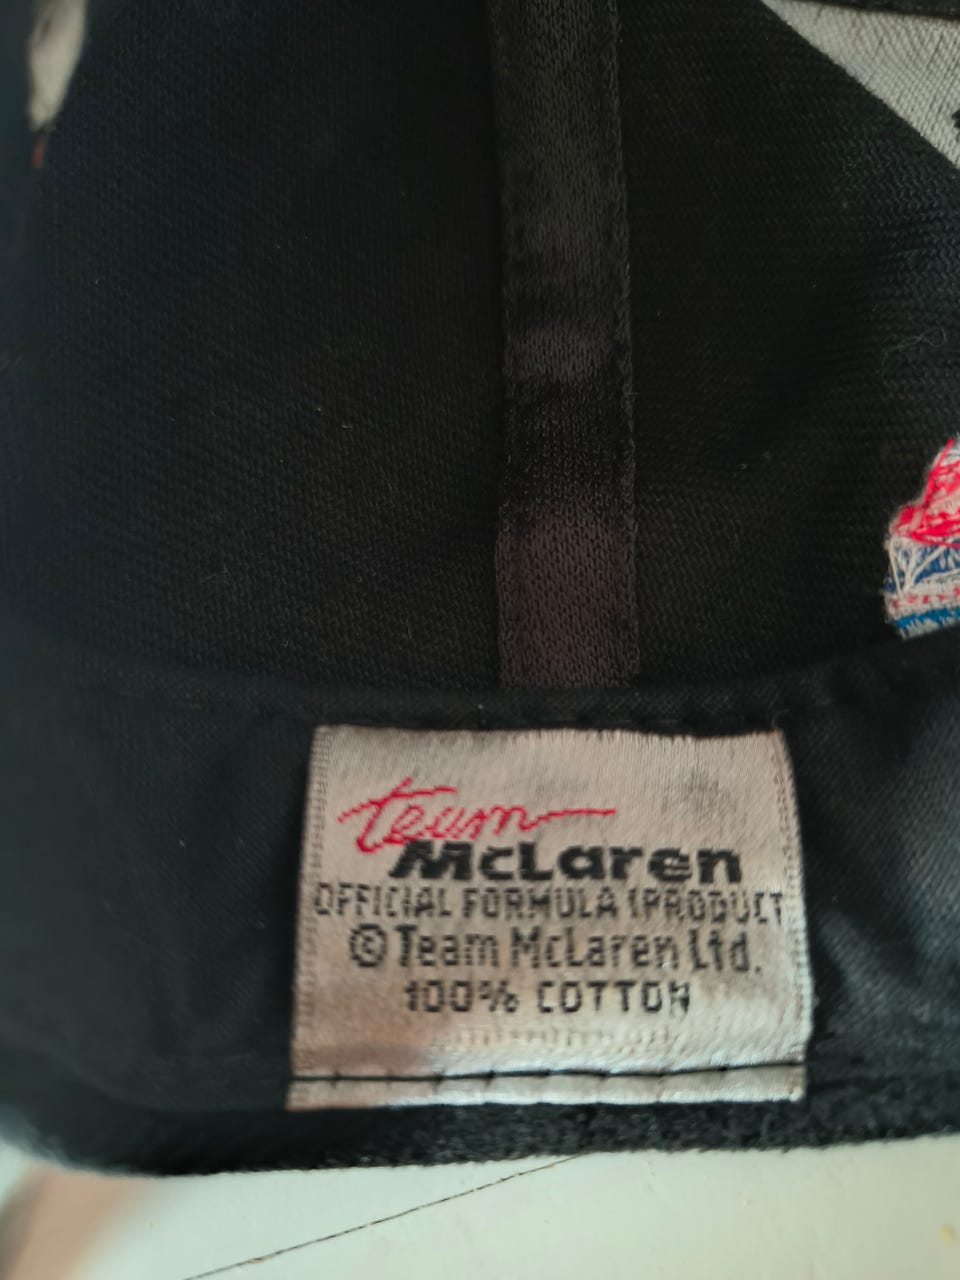 team
McLaren
OFFICIAL FORMULA 1 PRODUCT
© Team McLaren Ltd.
100% COTTON